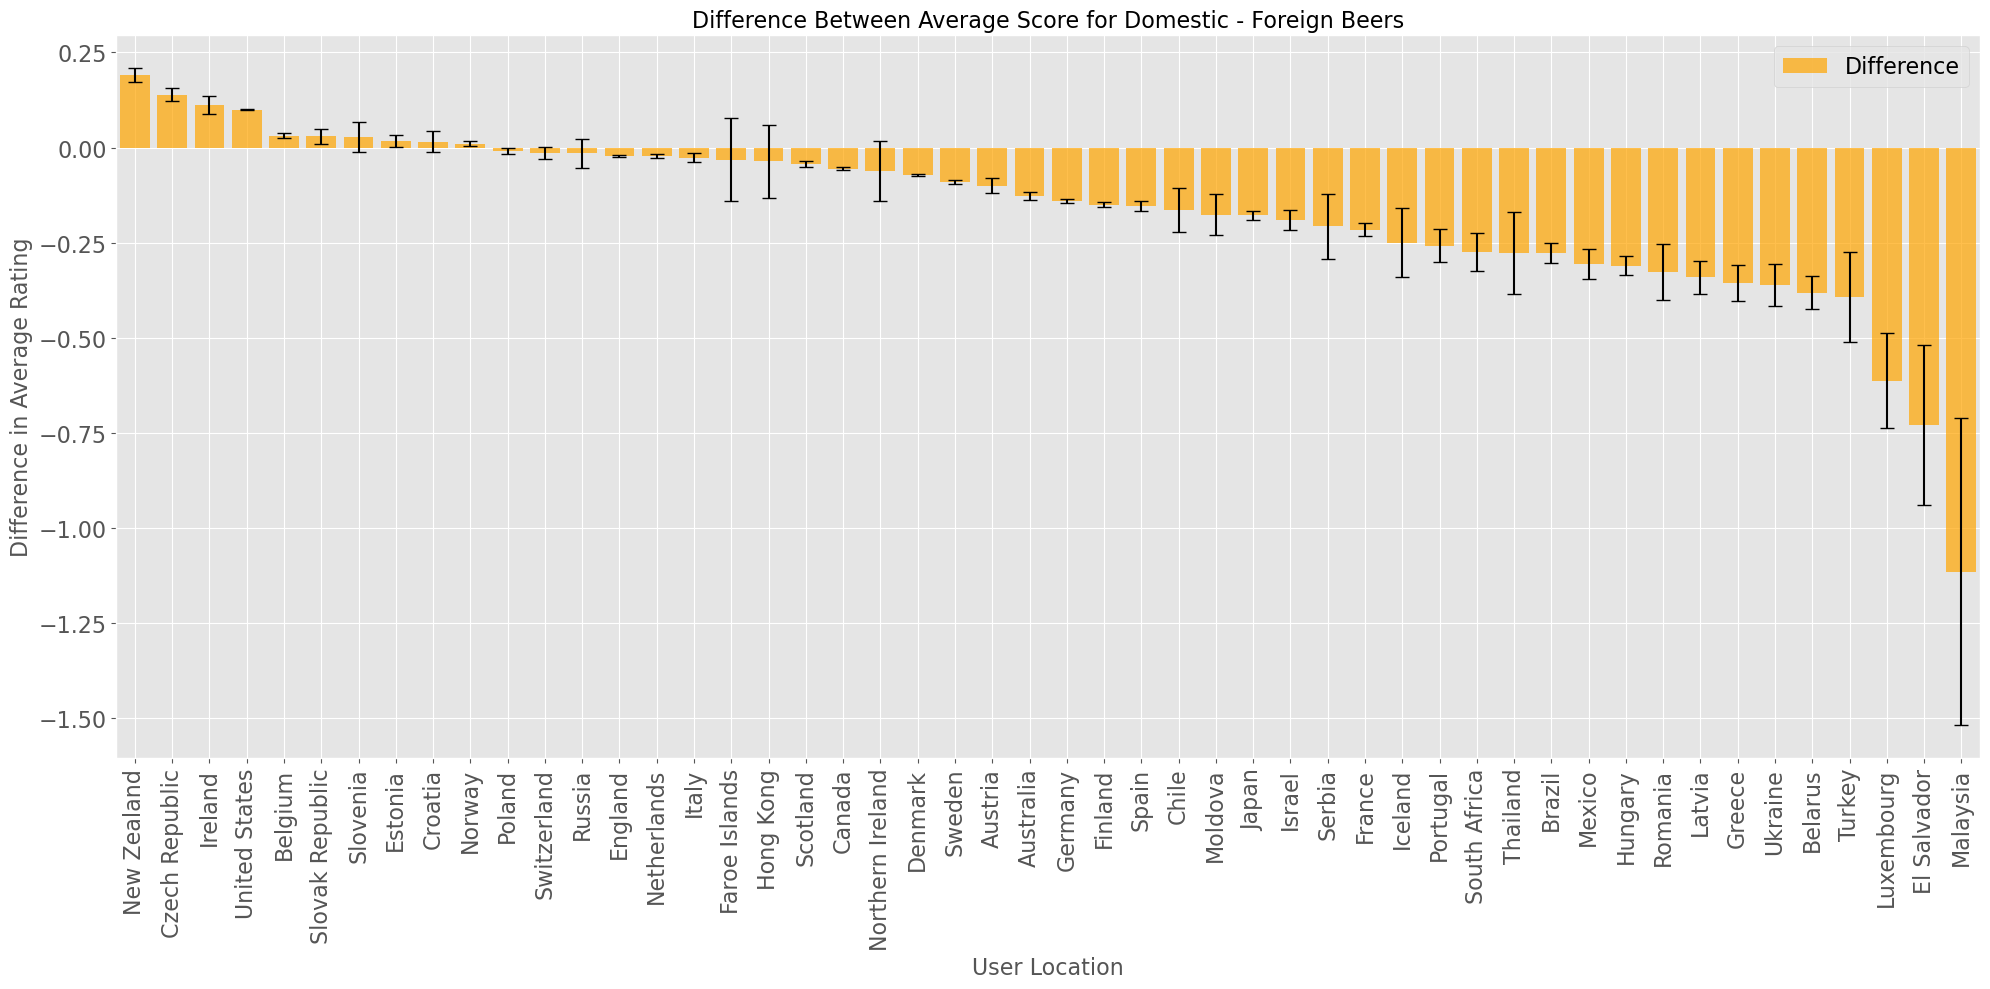 Difference Between Average Score for Domestic - Foreign Beers
Difference
Difference in Average Rating
0.25
0.00
−0.25
−0.50
−0.75
−1.00
−1.25
−1.50
New Zealand
Czech Republic
Ireland
United States
Belgium
Slovak Republic
Slovenia
Estonia
Croatia
Norway
Poland
Switzerland
Russia
England
Netherlands
Italy
Faroe Islands
Hong Kong
Scotland
Canada
Northern Ireland
Denmark
Sweden
Austria
Australia
Germany
Finland
Spain
Chile
Moldova
Japan
Israel
Serbia
France
Iceland
Portugal
South Africa
Thailand
Brazil
Mexico
Hungary
Romania
Latvia
Greece
Ukraine
Belarus
Turkey
Luxembourg
El Salvador
Malaysia
User Location